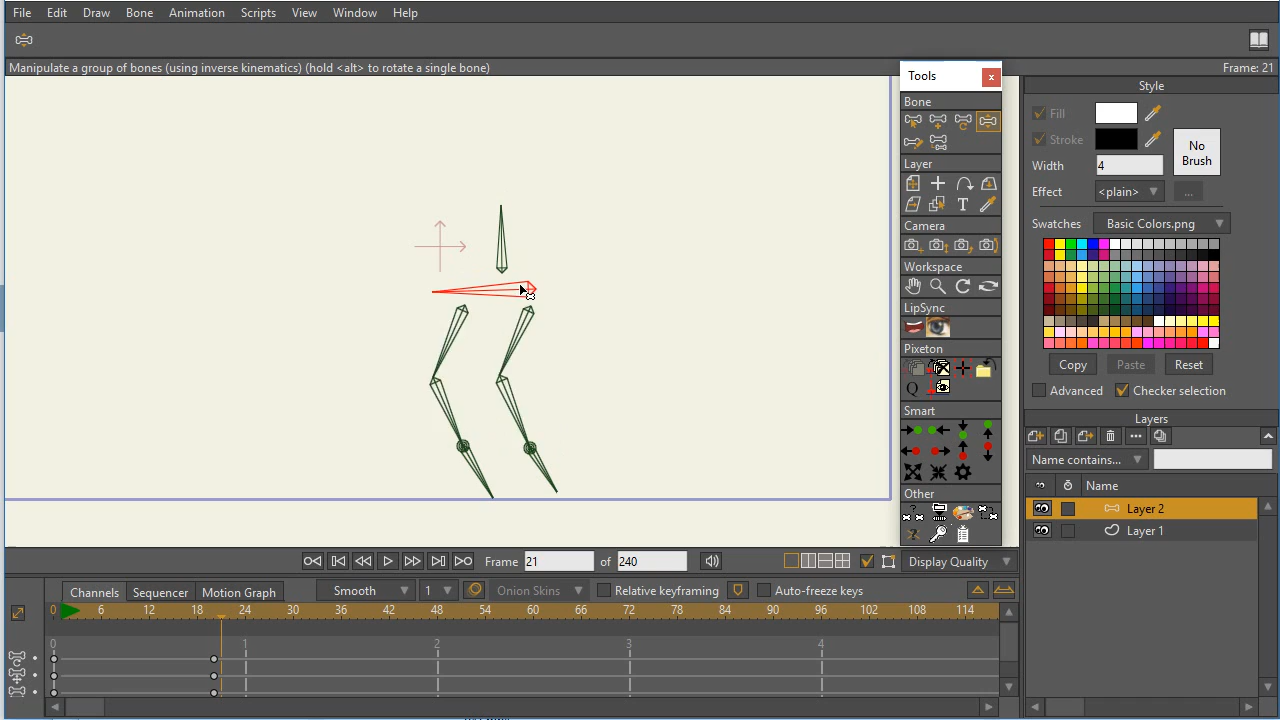 File Edit Draw Bone Animation Scripts View Window Help
Manipulate a group of bones (using inverse kinematics) (hold <alt> to rotate a single bone) Frame: 21
Tools x
Bone
Layer
T
Camera
Workspace
LipSync
Pixeton
Q
Smart
Other
Style
Fill
Stroke
No
Brush
Width 4
Effect <plain> ...
Swatches Basic Colors.png
Copy Paste Reset
Advanced Checker selection
Layers
Name contains...
Name
Layer 2
Layer 1
Frame 21 of 240 Display Quality
Channels Sequencer Motion Graph Smooth 1 Onion Skins Relative keyframing Auto-freeze keys
0 6 12 18 24 30 36 42 48 54 60 66 72 78 84 90 96 102 108 114
0 1 2 3 4